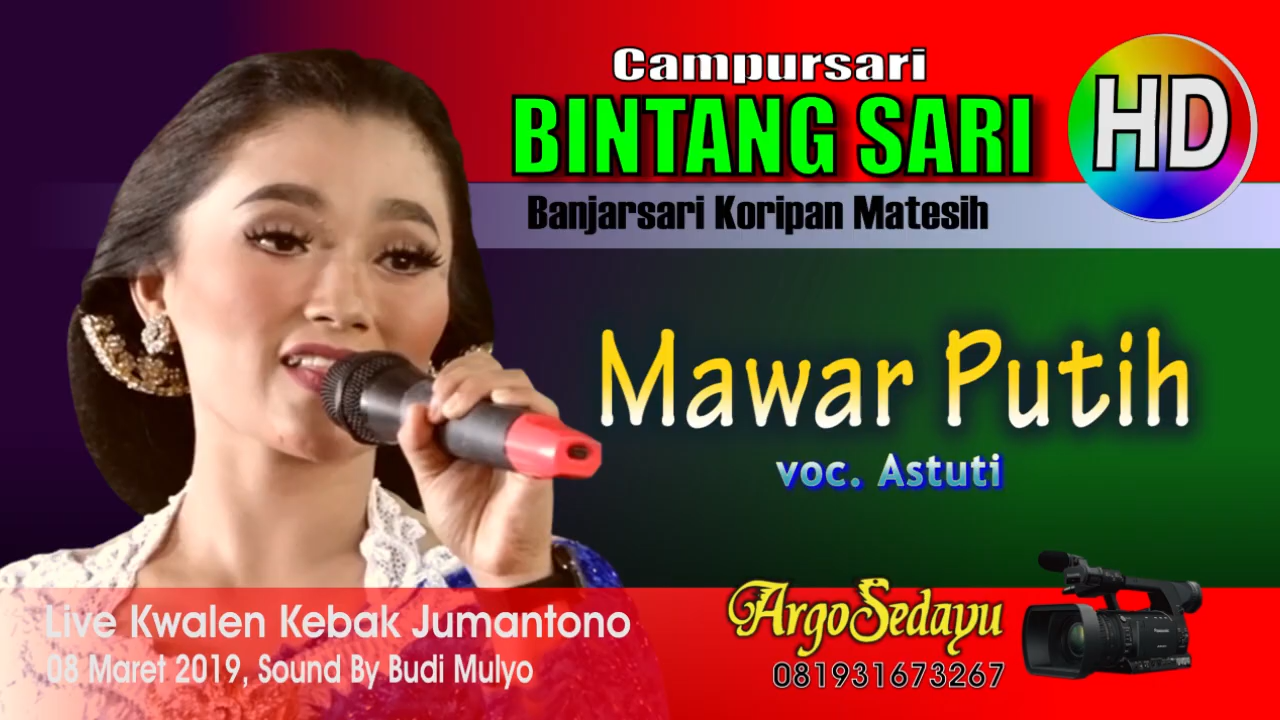 Campursari
BINTANG SARI
HD
Banjarsari Koripan Matesih
Mawar Putih
voc. Astuti
Live Kwalen Kebak Jumantono
08 Maret 2019, Sound By Budi Mulyo
ArgoSedayu
081931673267
Panasonic